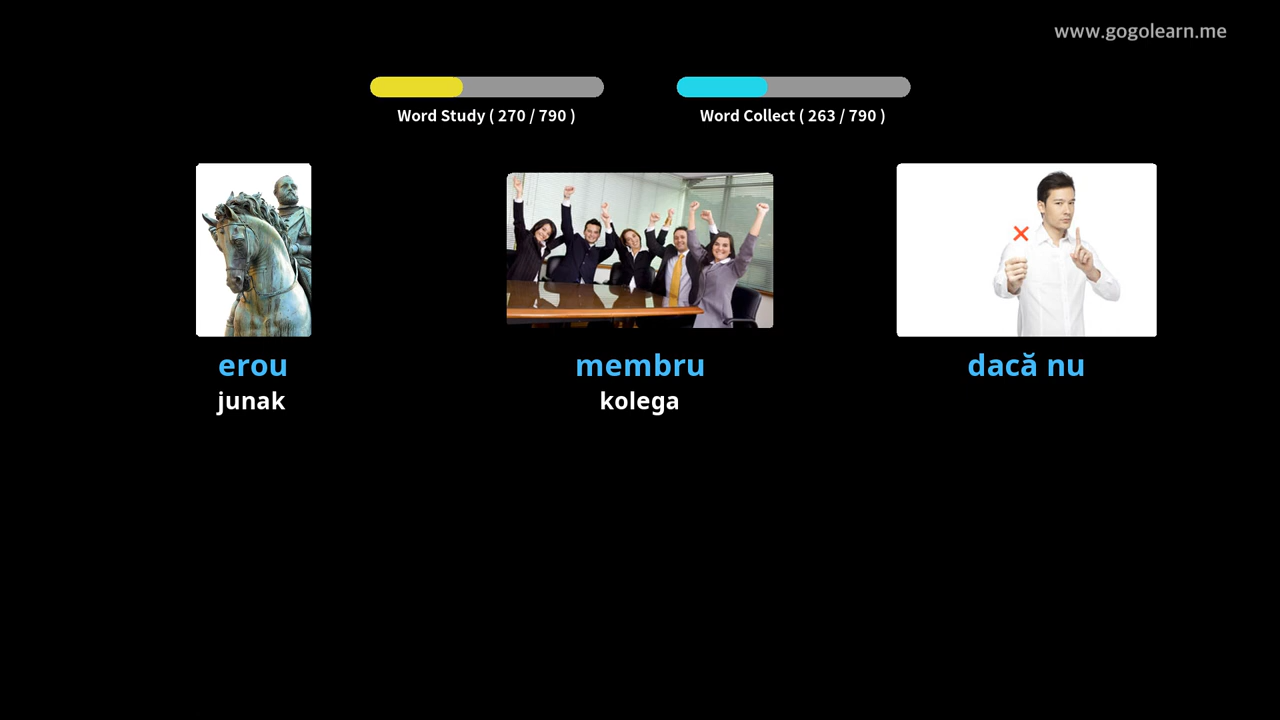 www.gogolearn.me
Word Study ( 270 / 790 )
Word Collect ( 263 / 790 )
erou
junak
membru
kolega
dacă nu